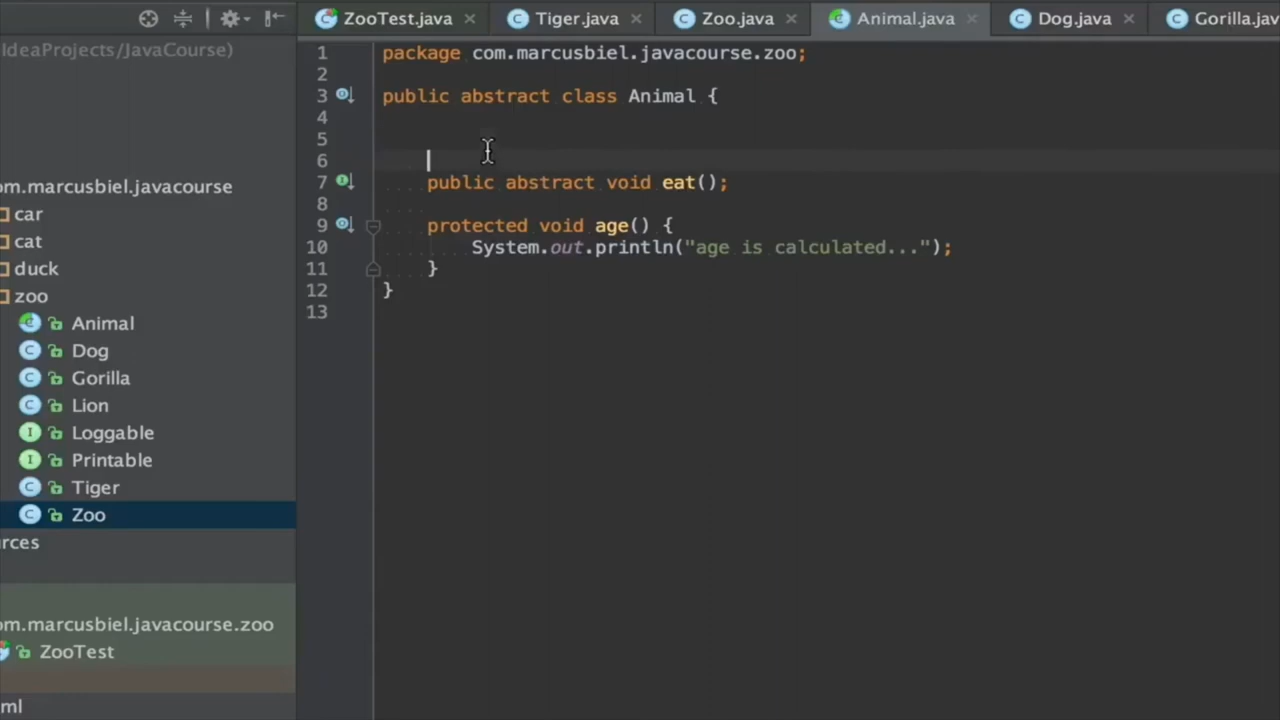 ZooTest.java
Tiger.java
Zoo.java
Animal.java
Dog.java
Gorilla.jav
IdeaProjects/JavaCourse)
om.marcusbiel.javacourse
car
cat
duck
zoo
Animal
Dog
Gorilla
Lion
Loggable
Printable
Tiger
Zoo
rces
om.marcusbiel.javacourse.zoo
ZooTest
ml
1 package com.marcusbiel.javacourse.zoo;
2
3 public abstract class Animal {
4
5
6
7 public abstract void eat();
8
9 protected void age() {
10 System.out.println("age is calculated...");
11 }
12 }
13